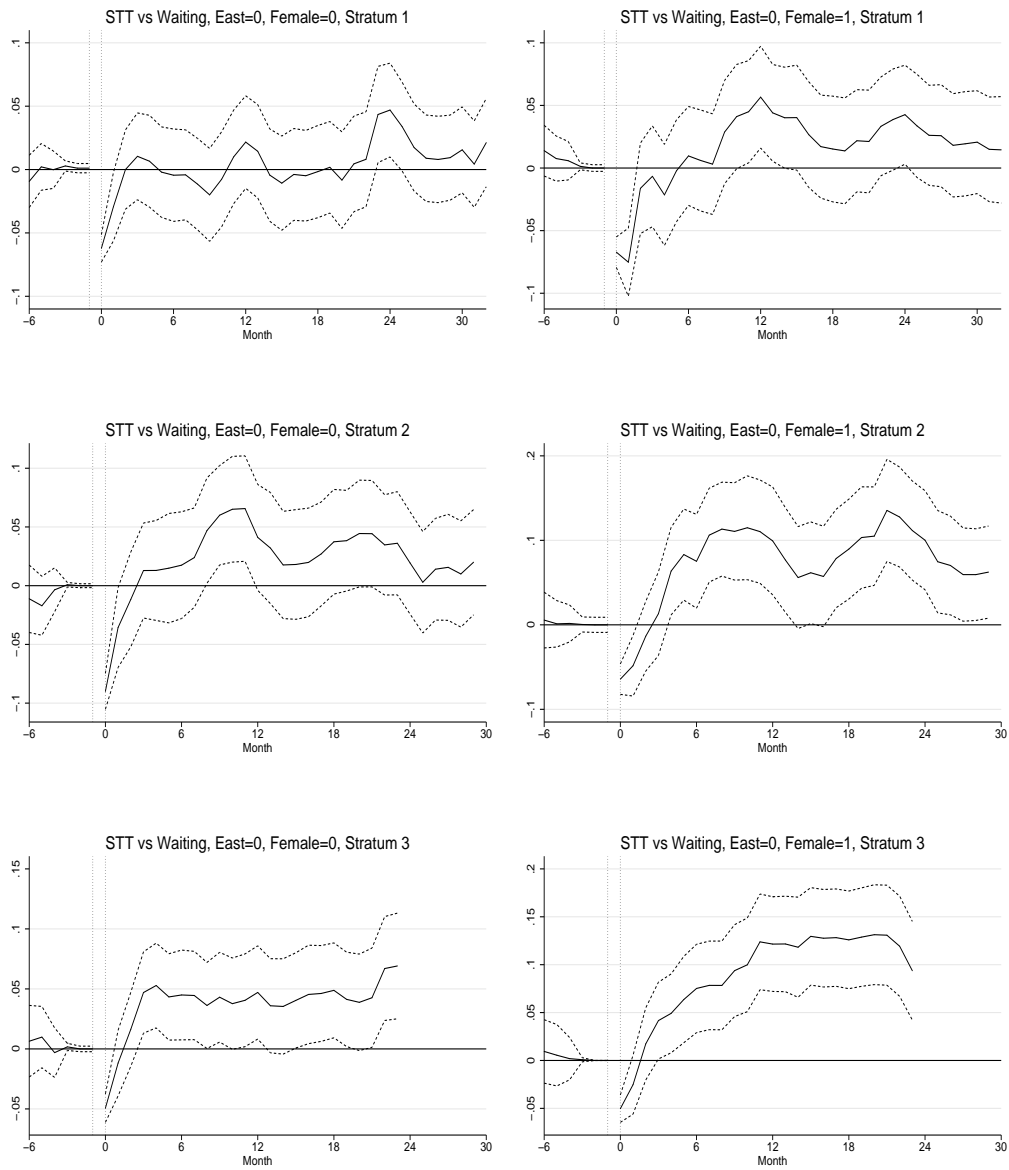 STT vs Waiting, East=0, Female=0, Stratum 1
.1
.05
0
−.05
−.1
−6 0 6 12 18 24 30
Month
STT vs Waiting, East=0, Female=1, Stratum 1
.1
.05
0
−.05
−.1
−6 0 6 12 18 24 30
Month
STT vs Waiting, East=0, Female=0, Stratum 2
.1
.05
0
−.05
−.1
−6 0 6 12 18 24 30
Month
STT vs Waiting, East=0, Female=1, Stratum 2
.2
.1
0
−.1
−6 0 6 12 18 24 30
Month
STT vs Waiting, East=0, Female=0, Stratum 3
.15
.1
.05
0
−.05
−6 0 6 12 18 24 30
Month
STT vs Waiting, East=0, Female=1, Stratum 3
.2
.15
.1
.05
0
−.05
−6 0 6 12 18 24 30
Month